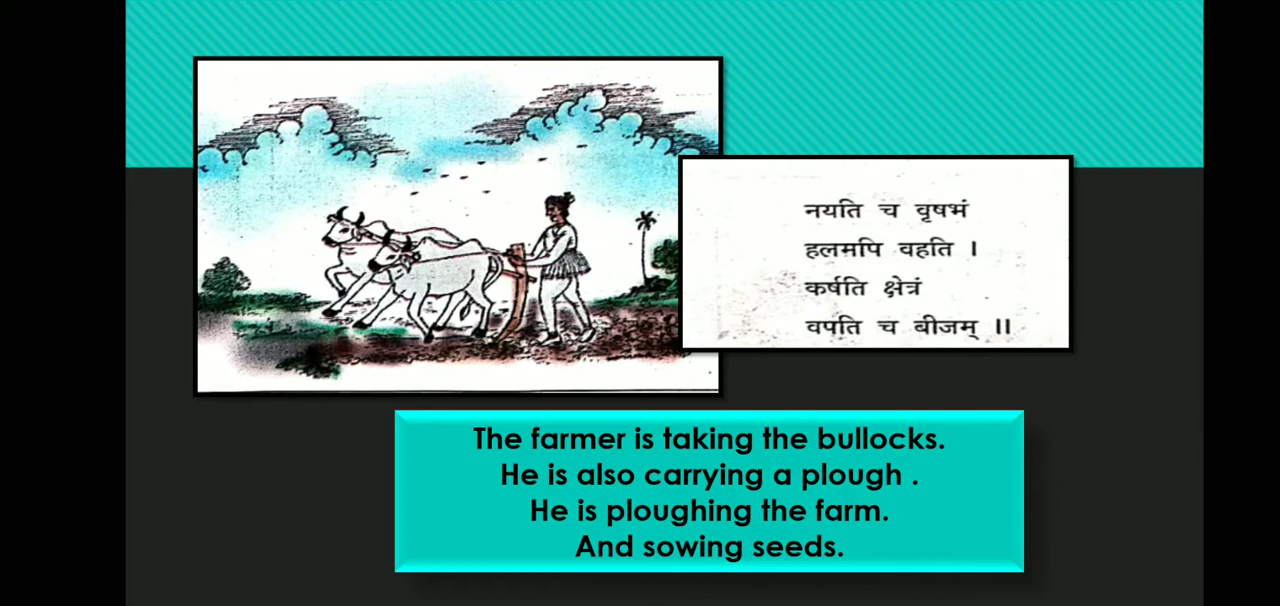 नयति च वृषभं
हलमपि वहति ।
कर्षति क्षेत्रं
वपति च बीजम् ।।
The farmer is taking the bullocks.
He is also carrying a plough .
He is ploughing the farm.
And sowing seeds.